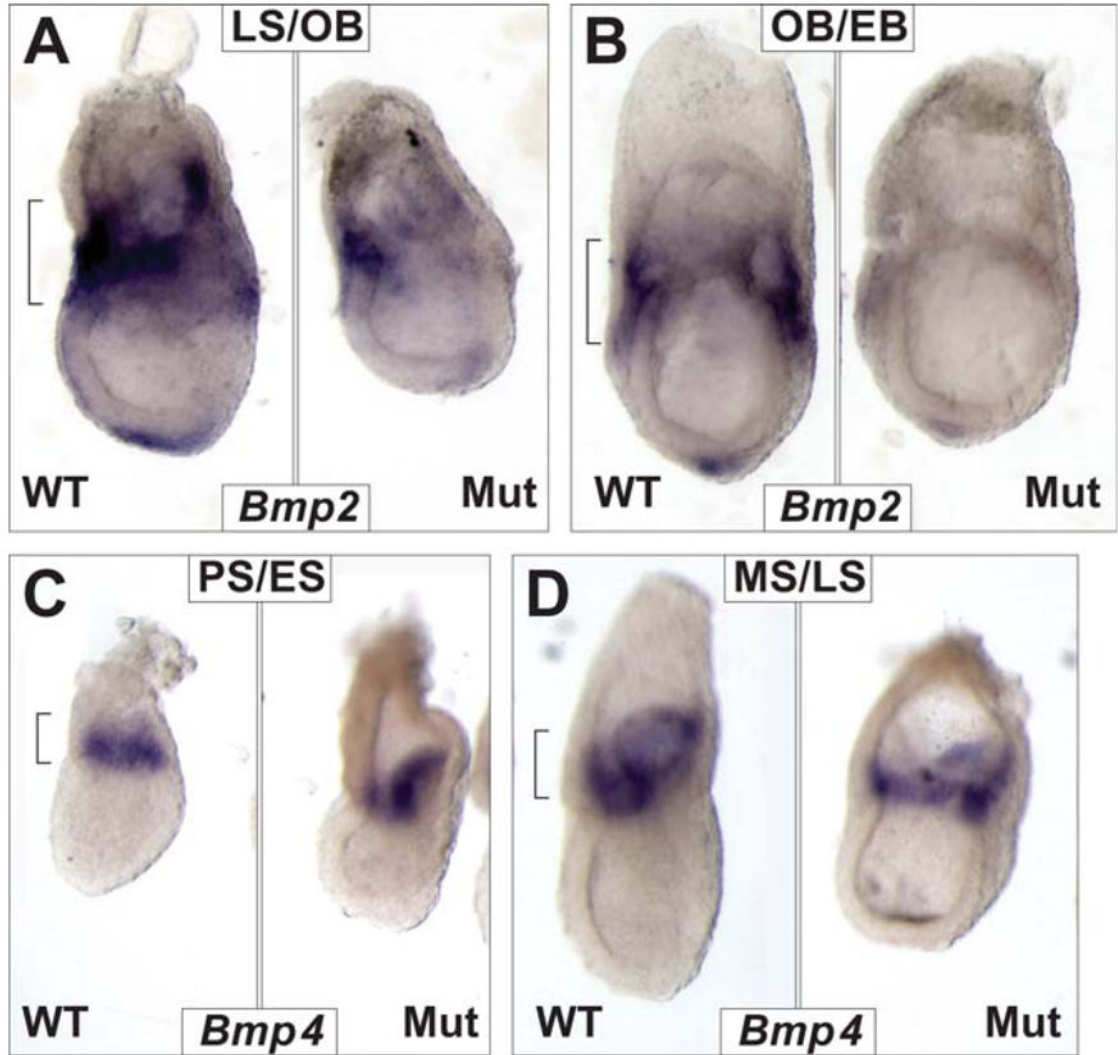 A
LS/OB
WT
Bmp2
Mut
B
OB/EB
WT
Bmp2
Mut
C
PS/ES
WT
Bmp4
Mut
D
MS/LS
WT
Bmp4
Mut